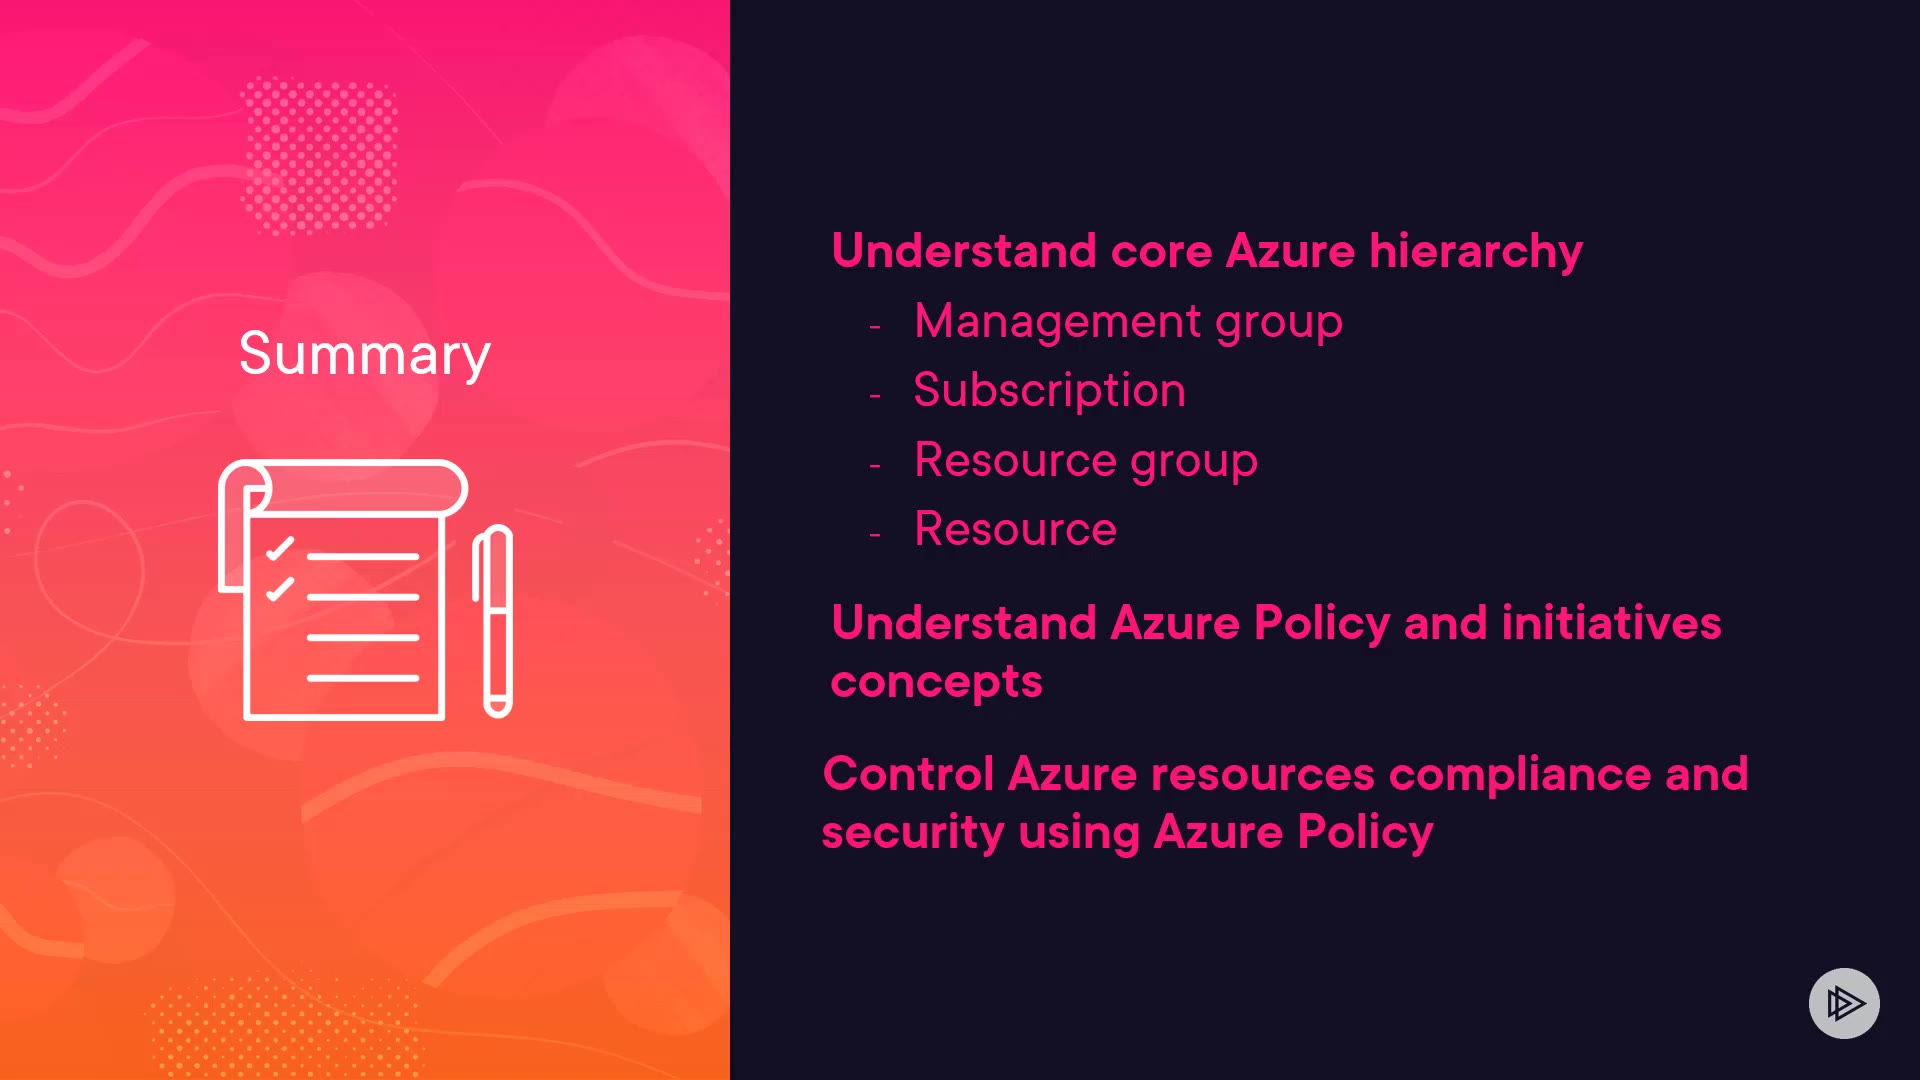 Summary
Understand core Azure hierarchy
- Management group
- Subscription
- Resource group
- Resource
Understand Azure Policy and initiatives
concepts
Control Azure resources compliance and
security using Azure Policy